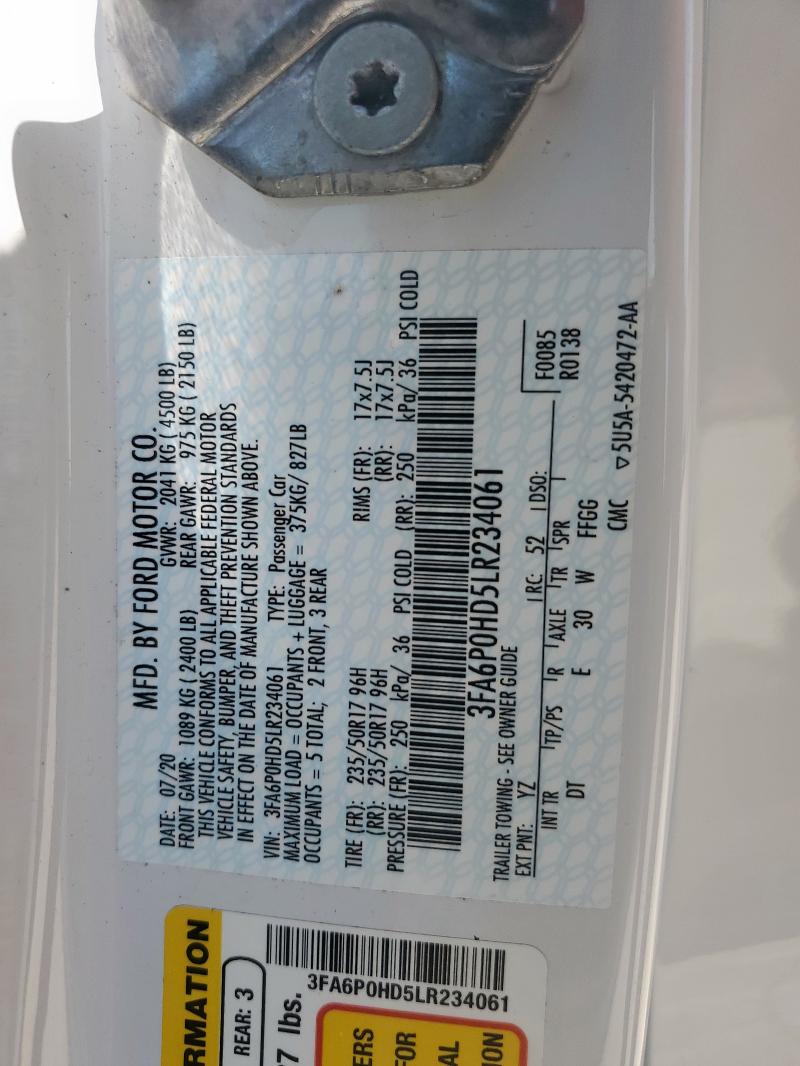 MFD. BY FORD MOTOR CO.
DATE: 07/20 GVWR: 2041 KG ( 4500 LB)
FRONT GAWR: 1089 KG ( 2400 LB) REAR GAWR: 975 KG ( 2150 LB)
THIS VEHICLE CONFORMS TO ALL APPLICABLE FEDERAL MOTOR
VEHICLE SAFETY, BUMPER, AND THEFT PREVENTION STANDARDS
IN EFFECT ON THE DATE OF MANUFACTURE SHOWN ABOVE.
VIN: 3FA6P0HD5LR234061 TYPE: Passenger Car
MAXIMUM LOAD = OCCUPANTS + LUGGAGE = 375KG/ 827LB
OCCUPANTS = 5 TOTAL; 2 FRONT, 3 REAR
TIRE (FR): 235/50R17 96H RIMS (FR): 17x7.5J
(RR): 235/50R17 96H (RR): 17x7.5J
PRESSURE (FR): 250 kPa/ 36 PSI COLD (RR): 250 kPa/ 36 PSI COLD
3FA6P0HD5LR234061
TRAILER TOWING - SEE OWNER GUIDE
EXT PNT: YZ RC: 52 DSO: F0085
INT TR TP/PS R AXLE TR SPR R0138
DT E 30 W FFGG
CMC ▽5U5A-5420472-AA
RMATION
REAR: 3
7 lbs.
3FA6P0HD5LR234061
ERS
FOR
AL
ION